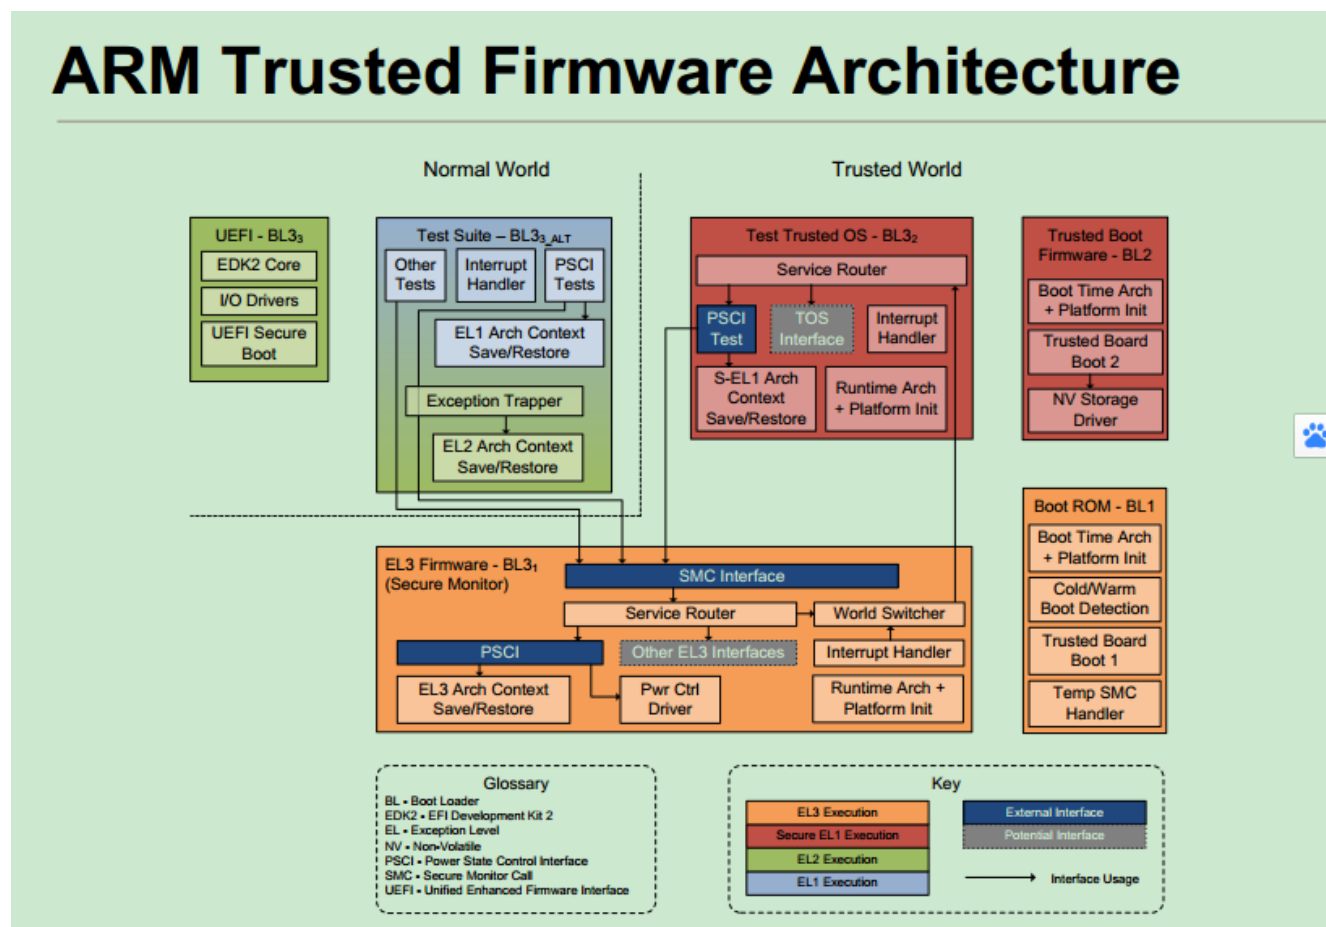 ARM Trusted Firmware Architecture
Normal World
Trusted World
UEFI - BL3₃
EDK2 Core
I/O Drivers
UEFI Secure
Boot
Test Suite – BL3₃_ALT
Other
Tests
Interrupt
Handler
PSCI
Tests
EL1 Arch Context
Save/Restore
Exception Trapper
EL2 Arch Context
Save/Restore
Test Trusted OS - BL3₂
Service Router
PSCI
Test
TOS
Interface
Interrupt
Handler
S-EL1 Arch
Context
Save/Restore
Runtime Arch
+ Platform Init
Trusted Boot
Firmware - BL2
Boot Time Arch
+ Platform Init
Trusted Board
Boot 2
NV Storage
Driver
EL3 Firmware - BL3₁
(Secure Monitor)
SMC Interface
Service Router
World Switcher
PSCI
Other EL3 Interfaces
Interrupt Handler
EL3 Arch Context
Save/Restore
Pwr Ctrl
Driver
Runtime Arch +
Platform Init
Boot ROM - BL1
Boot Time Arch
+ Platform Init
Cold/Warm
Boot Detection
Trusted Board
Boot 1
Temp SMC
Handler
Glossary
BL - Boot Loader
EDK2 - EFI Development Kit 2
EL - Exception Level
NV - Non-Volatile
PSCI - Power State Control Interface
SMC - Secure Monitor Call
UEFI - Unified Enhanced Firmware Interface
Key
EL3 Execution
Secure EL1 Execution
EL2 Execution
EL1 Execution
External Interface
Potential Interface
Interface Usage